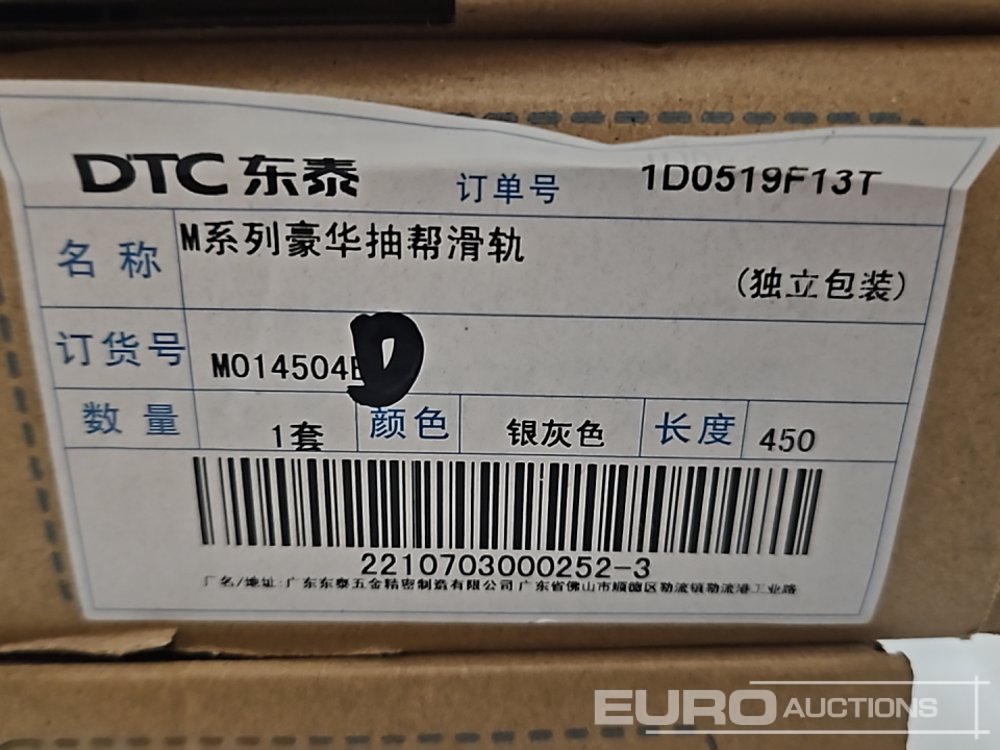 DTC 东泰 订单号 1D0519F13T
名称 M系列豪华抽帮滑轨
(独立包装)
订货号 M014504 D
数量 1套 颜色 银灰色 长度 450
2210703000252-3
厂名/地址:广东东泰五金精密制造有限公司 广东省佛山市顺德区勒流镇勒流港工业路
EURO AUCTIONS